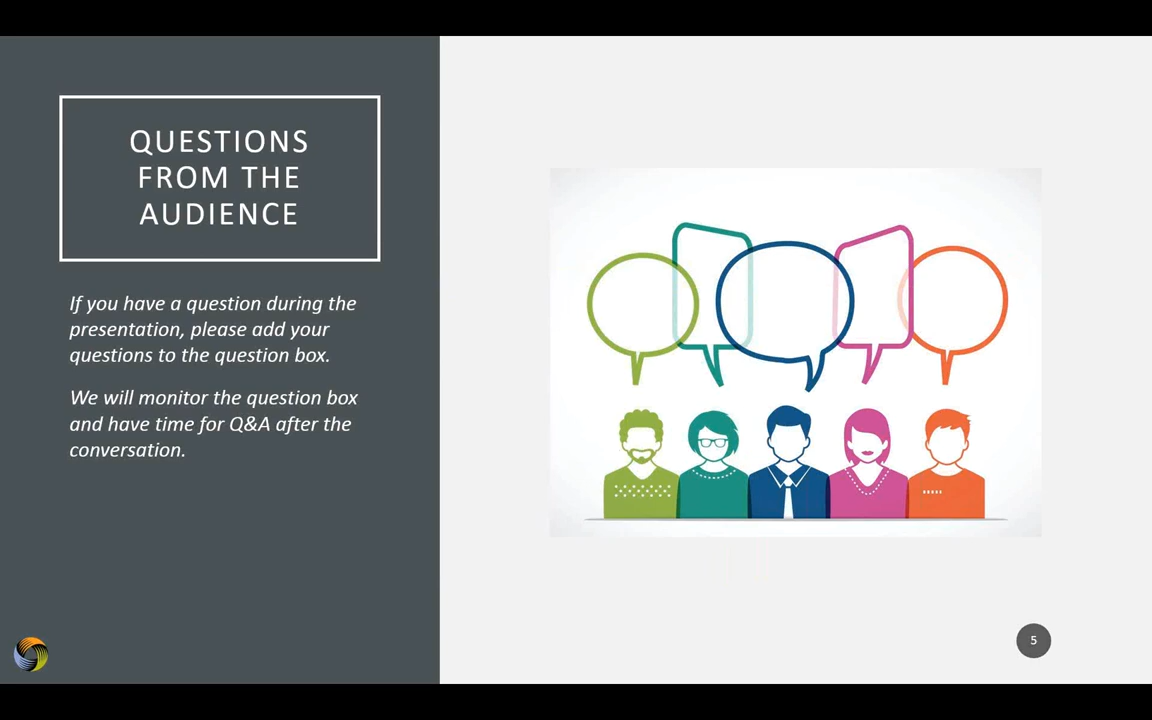 QUESTIONS
FROM THE
AUDIENCE
If you have a question during the
presentation, please add your
questions to the question box.
We will monitor the question box
and have time for Q&A after the
conversation.
5